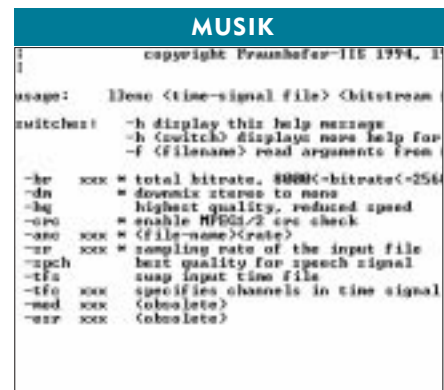 MUSIK
copyright Fraunhofer-IIS 1994, 1
usage: l3enc <time-signal file> <bitstream
switches: -h display this help message
-h <switch> displays more help for
-f <filename> read arguments from
-br xxx * total bitrate, 8000<=bitrate<=256
-dm * downmix stereo to mono
-hq highest quality, reduced speed
-crc * enable MPEG1/2 crc check
-anc xxx * <file-name><rate>
-sr xxx * sampling rate of the input file
-spch best quality for speech signal
-tfs swap input time file
-tfc xxx specifies channels in time signal
-mod xxx <obsolete>
-esr xxx <obsolete>